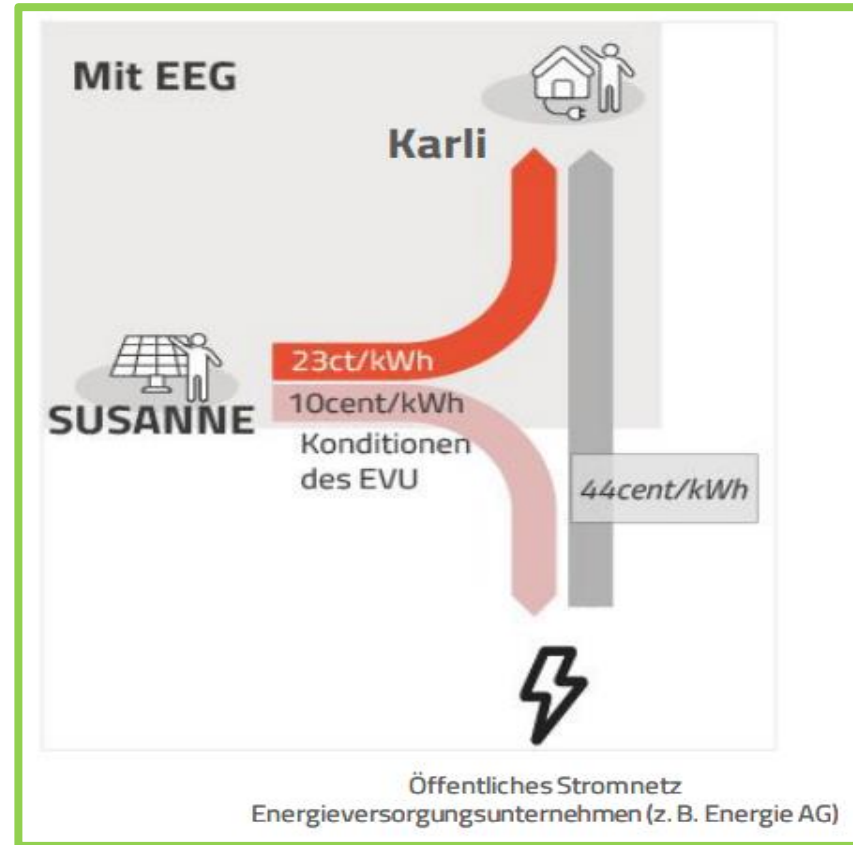 Mit EEG
Karli
23ct/kWh
SUSANNE
10cent/kWh
Konditionen
des EVU
44cent/kWh
Öffentliches Stromnetz
Energieversorgungsunternehmen (z. B. Energie AG)